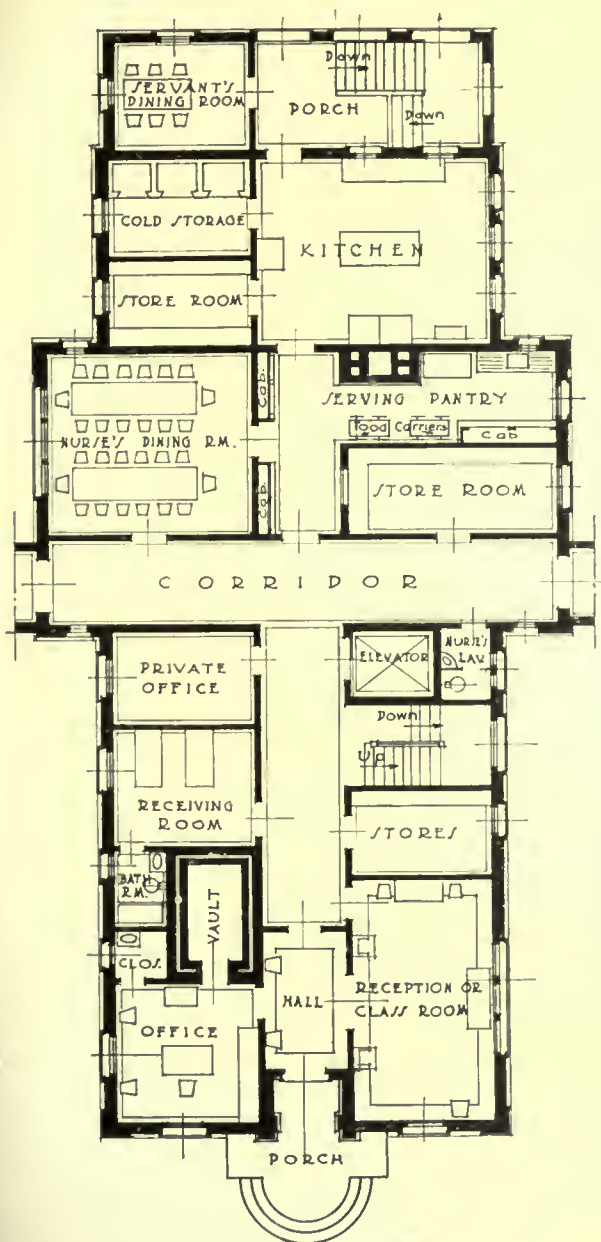 SERVANT'S
DINING ROOM
Down
PORCH
Down
COLD STORAGE
KITCHEN
STORE ROOM
Cab.
SERVING PANTRY
Food Carriers
Cab
NURSE'S DINING RM.
Cab.
STORE ROOM
CORRIDOR
PRIVATE
OFFICE
ELEVATOR
NURSE'S
LAV.
Down
Up
RECEIVING
ROOM
STORES
BATH
RM.
VAULT
CLOS.
HALL
RECEPTION OR
CLASS ROOM
OFFICE
PORCH